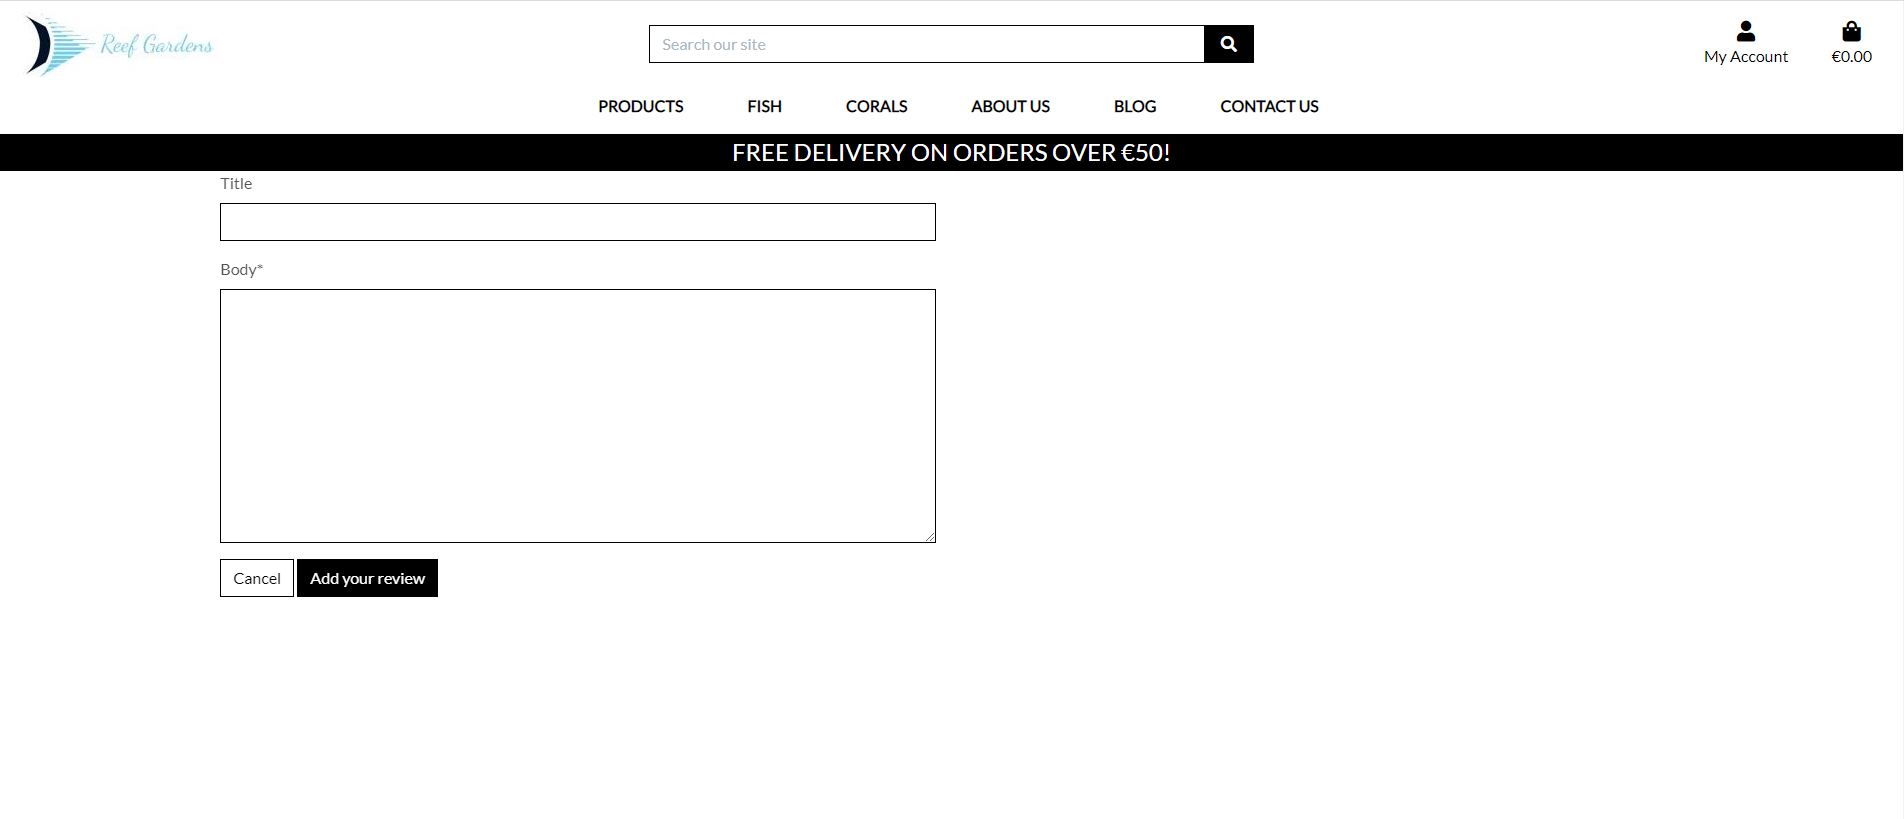 Reef Gardens
Search our site
My Account
€0.00
PRODUCTS FISH CORALS ABOUT US BLOG CONTACT US
FREE DELIVERY ON ORDERS OVER €50!
Title
Body*
Cancel Add your review